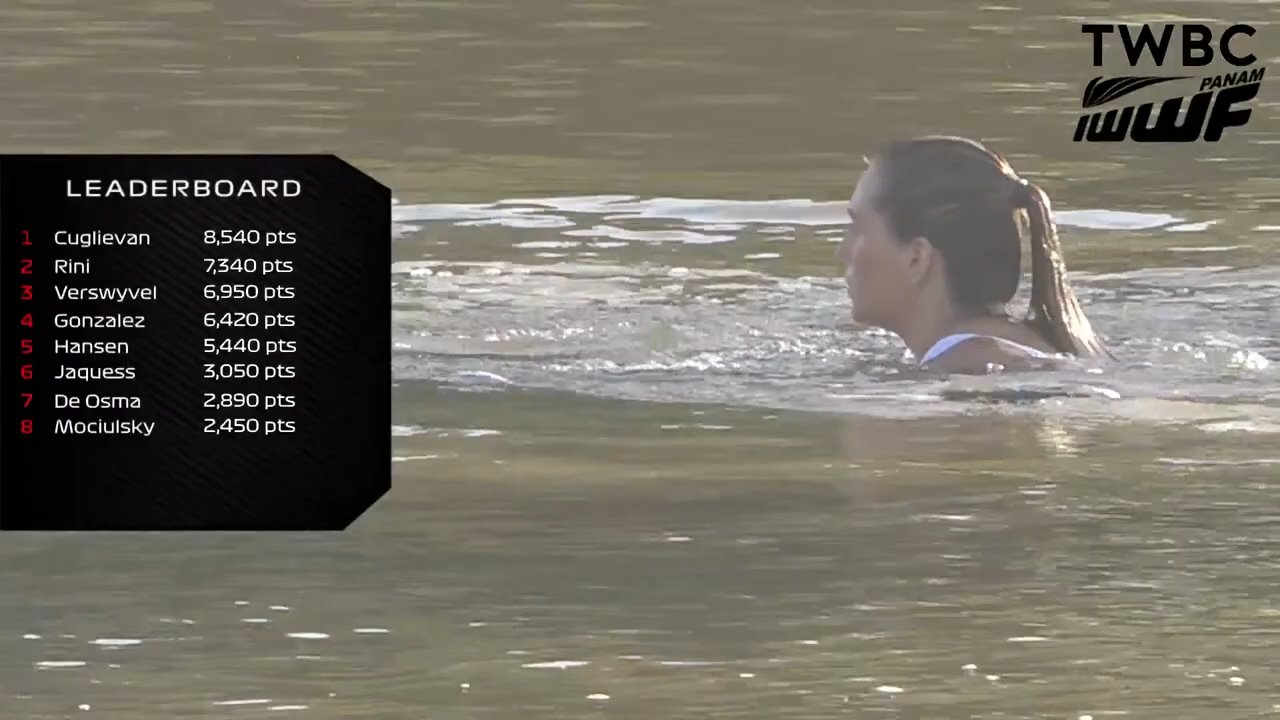 TWBC
PANAM
IWWF
LEADERBOARD
1 Cuglievan 8,540 pts
2 Rini 7,340 pts
3 Verswyvel 6,950 pts
4 Gonzalez 6,420 pts
5 Hansen 5,440 pts
6 Jaquess 3,050 pts
7 De Osma 2,890 pts
8 Mociulsky 2,450 pts